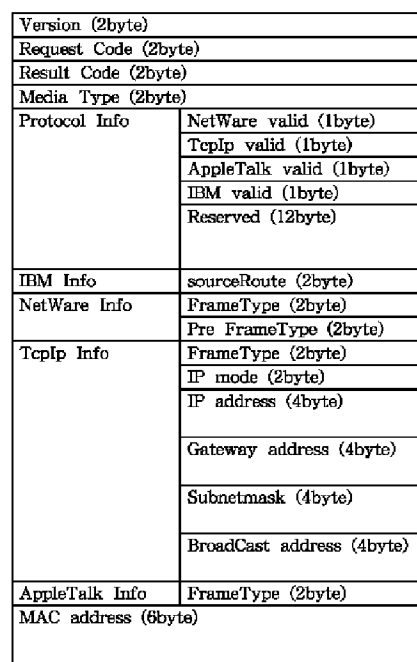 Version (2byte)
Request Code (2byte)
Result Code (2byte)
Media Type (2byte)
Protocol Info
NetWare valid (1byte)
TcpIp valid (1byte)
AppleTalk valid (1byte)
IBM valid (1byte)
Reserved (12byte)
IBM Info
sourceRoute (2byte)
NetWare Info
FrameType (2byte)
Pre FrameType (2byte)
TcpIp Info
FrameType (2byte)
IP mode (2byte)
IP address (4byte)
Gateway address (4byte)
Subnetmask (4byte)
BroadCast address (4byte)
AppleTalk Info
FrameType (2byte)
MAC address (6byte)